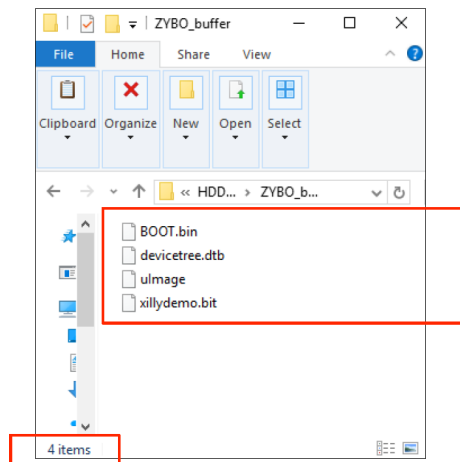 ZYBO_buffer
File Home Share View
Clipboard Organize New Open Select
« HDD... › ZYBO_b...
BOOT.bin
devicetree.dtb
uImage
xillydemo.bit
4 items